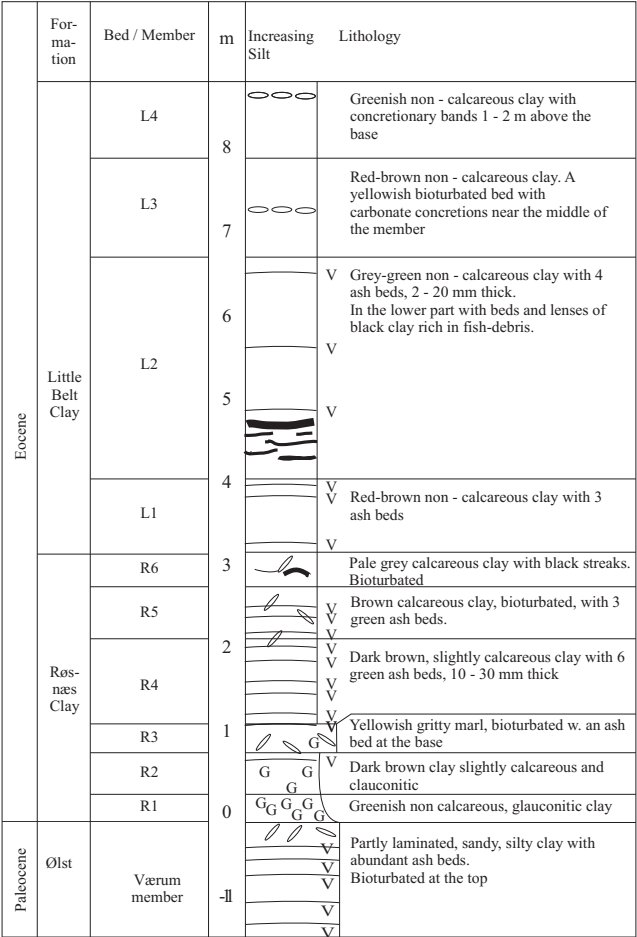 For-
ma-
tion
Bed / Member
m
Increasing
Silt
Lithology
Eocene
Little
Belt
Clay
L4
Greenish non - calcareous clay with
concretionary bands 1 - 2 m above the
base
8
L3
Red-brown non - calcareous clay. A
yellowish bioturbated bed with
carbonate concretions near the middle of
the member
7
L2
V
Grey-green non - calcareous clay with 4
ash beds, 2 - 20 mm thick.
In the lower part with beds and lenses of
black clay rich in fish-debris.
6
V
5
V
4
L1
V
V
Red-brown non - calcareous clay with 3
ash beds
V
Røs-
næs
Clay
R6
3
Pale grey calcareous clay with black streaks.
Bioturbated
R5
V
V
V
Brown calcareous clay, bioturbated, with 3
green ash beds.
2
R4
V
V
V
V
V
Dark brown, slightly calcareous clay with 6
green ash beds, 10 - 30 mm thick
1
R3
V
G
Yellowish gritty marl, bioturbated w. an ash
bed at the base
R2
V
G G
G
Dark brown clay slightly calcareous and
clauconitic
R1
0
G G G G
G G
Greenish non calcareous, glauconitic clay
Paleocene
Ølst
Værum
member
-1
V
V
V
V
V
Partly laminated, sandy, silty clay with
abundant ash beds.
Bioturbated at the top